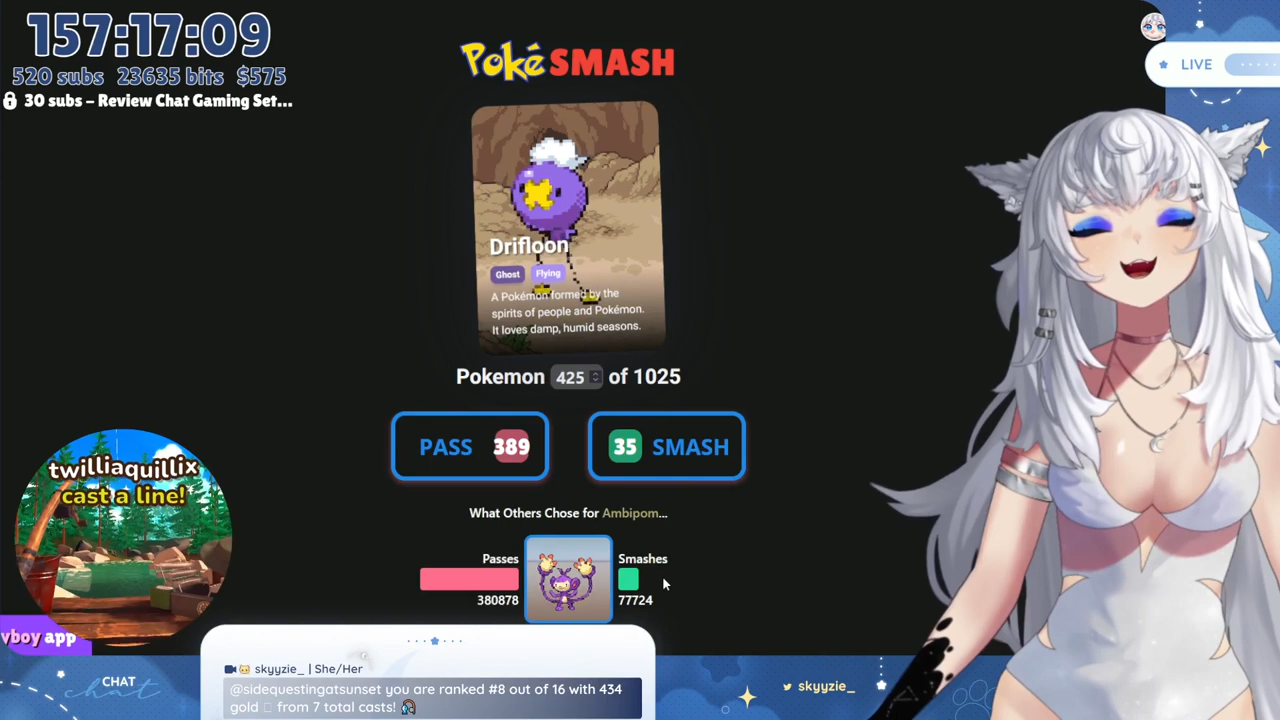 157:17:09
520 subs 23635 bits $575
30 subs – Review Chat Gaming Set...
PokéSMASH
LIVE
Drifloon
Ghost Flying
A Pokémon formed by the
spirits of people and Pokémon.
It loves damp, humid seasons.
Pokemon 425 of 1025
PASS 389
35 SMASH
What Others Chose for Ambipom...
Passes
380878
Smashes
77724
twilliaquillix
cast a line!
vboy app
CHAT
chat
skyyzie_ | She/Her
@sidequestingatsunset you are ranked #8 out of 16 with 434
gold from 7 total casts!
skyyzie_